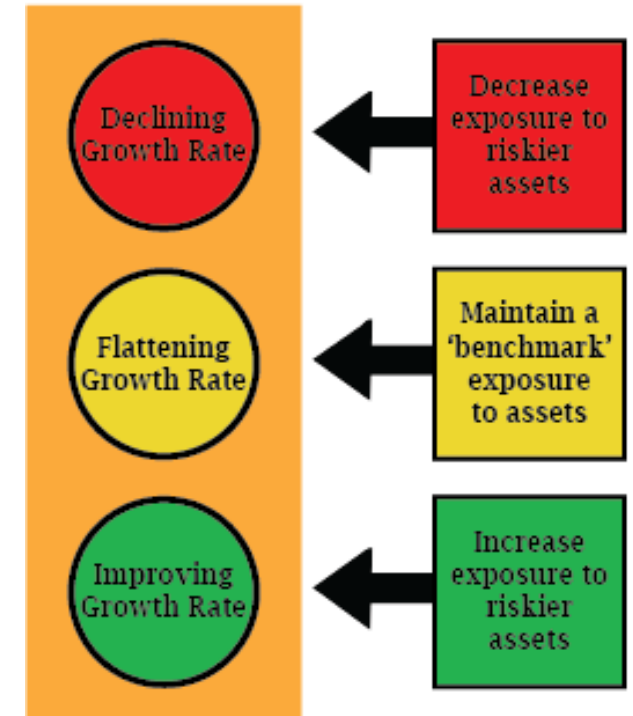 Declining
Growth Rate
Decrease
exposure to
riskier
assets
Flattening
Growth Rate
Maintain a
‘benchmark’
exposure
to assets
Improving
Growth Rate
Increase
exposure to
riskier
assets